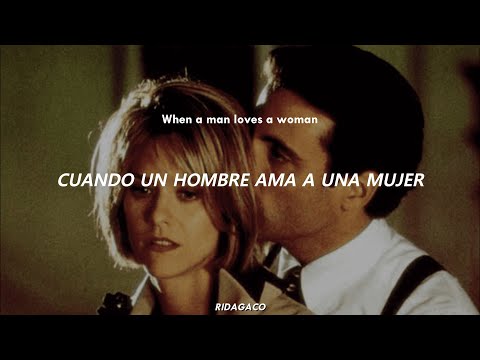 When a man loves a woman
CUANDO UN HOMBRE AMA A UNA MUJER
RIDAGACO